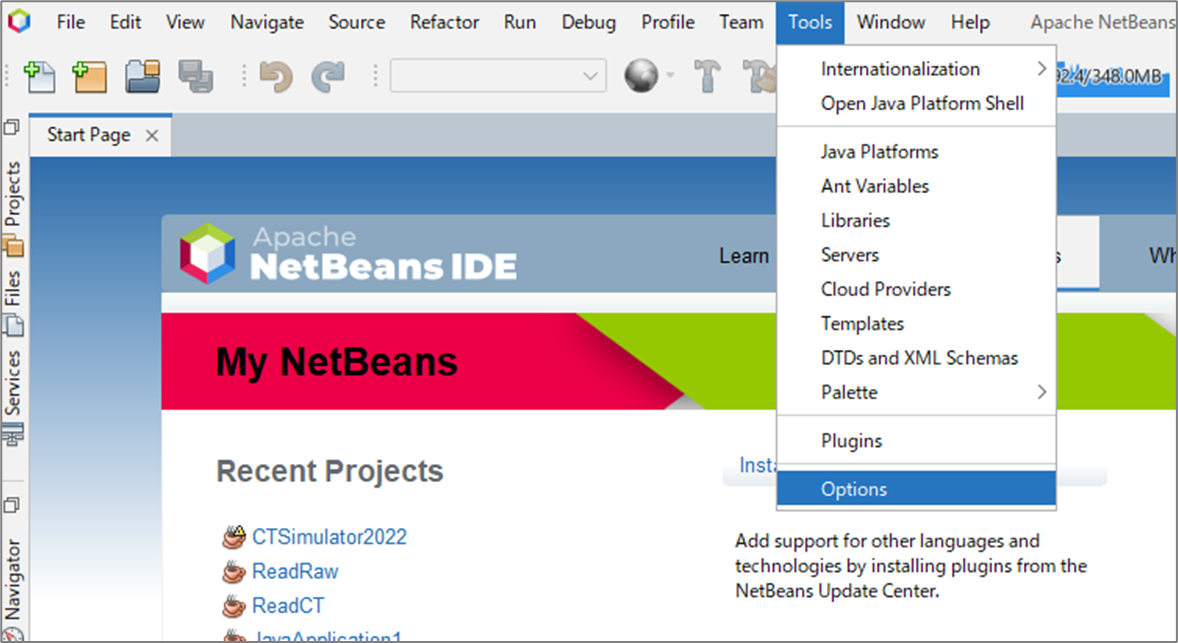 File Edit View Navigate Source Refactor Run Debug Profile Team Tools Window Help Apache NetBeans
Internationalization
92.4/348.0MB
Open Java Platform Shell
Start Page
Java Platforms
Ant Variables
Libraries
Servers
Cloud Providers
Templates
DTDs and XML Schemas
Palette
Plugins
Options
Projects
Files
Services
Navigator
Apache
NetBeans IDE
Learn
My NetBeans
Recent Projects
CTSimulator2022
ReadRaw
ReadCT
JavaApplication1
Add support for other languages and
technologies by installing plugins from the
NetBeans Update Center.